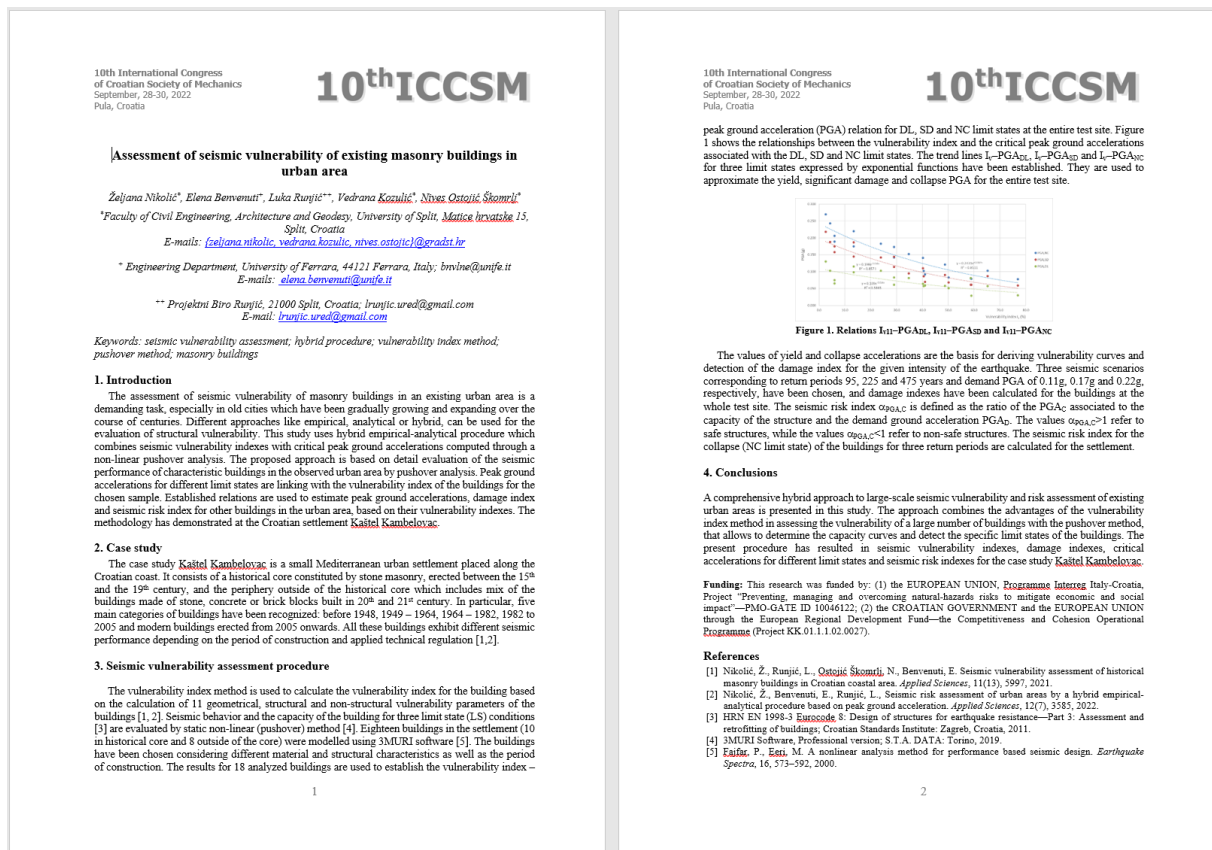 10th International Congress
of Croatian Society of Mechanics
September, 28-30, 2022
Pula, Croatia
10thICCSM
Assessment of seismic vulnerability of existing masonry buildings in
urban area
Željana Nikolić*, Elena Benvenuti+, Luka Runjić++, Vedrana Kozulić*, Nives Ostojić Škomrlj*
*Faculty of Civil Engineering, Architecture and Geodesy, University of Split, Matice hrvatske 15,
Split, Croatia
E-mails: {zeljana.nikolic, vedrana.kozulic, nives.ostojic}@gradst.hr
+ Engineering Department, University of Ferrara, 44121 Ferrara, Italy; bnvlne@unife.it
E-mails: elena.benvenuti@unife.it
++ Projektni Biro Runjić, 21000 Split, Croatia; lrunjic.ured@gmail.com
E-mail: lrunjic.ured@gmail.com
Keywords: seismic vulnerability assessment; hybrid procedure; vulnerability index method;
pushover method; masonry buildings
1. Introduction
The assessment of seismic vulnerability of masonry buildings in an existing urban area is a
demanding task, especially in old cities which have been gradually growing and expanding over the
course of centuries. Different approaches like empirical, analytical or hybrid, can be used for the
evaluation of structural vulnerability. This study uses hybrid empirical-analytical procedure which
combines seismic vulnerability indexes with critical peak ground accelerations computed through a
non-linear pushover analysis. The proposed approach is based on detail evaluation of the seismic
performance of characteristic buildings in the observed urban area by pushover analysis. Peak ground
accelerations for different limit states are linking with the vulnerability index of the buildings for the
chosen sample. Established relations are used to estimate peak ground accelerations, damage index
and seismic risk index for other buildings in the urban area, based on their vulnerability indexes. The
methodology has demonstrated at the Croatian settlement Kaštel Kambelovac.
2. Case study
The case study Kaštel Kambelovac is a small Mediterranean urban settlement placed along the
Croatian coast. It consists of a historical core constituted by stone masonry, erected between the 15th
and the 19th century, and the periphery outside of the historical core which includes mix of the
buildings made of stone, concrete or brick blocks built in 20th and 21st century. In particular, five
main categories of buildings have been recognized: before 1948, 1949 – 1964, 1964 – 1982, 1982 to
2005 and modern buildings erected from 2005 onwards. All these buildings exhibit different seismic
performance depending on the period of construction and applied technical regulation [1,2].
3. Seismic vulnerability assessment procedure
The vulnerability index method is used to calculate the vulnerability index for the building based
on the calculation of 11 geometrical, structural and non-structural vulnerability parameters of the
buildings [1, 2]. Seismic behavior and the capacity of the building for three limit state (LS) conditions
[3] are evaluated by static non-linear (pushover) method [4]. Eighteen buildings in the settlement (10
in historical core and 8 outside of the core) were modelled using 3MURI software [5]. The buildings
have been chosen considering different material and structural characteristics as well as the period
of construction. The results for 18 analyzed buildings are used to establish the vulnerability index –
1
10th International Congress
of Croatian Society of Mechanics
September, 28-30, 2022
Pula, Croatia
10thICCSM
peak ground acceleration (PGA) relation for DL, SD and NC limit states at the entire test site. Figure
1 shows the relationships between the vulnerability index and the critical peak ground accelerations
associated with the DL, SD and NC limit states. The trend lines Iv–PGADL, Iv–PGASD and Iv–PGANC
for three limit states expressed by exponential functions have been established. They are used to
approximate the yield, significant damage and collapse PGA for the entire test site.
Figure 1. Relations Iv11–PGADL, Iv11–PGASD and Iv11–PGANC
The values of yield and collapse accelerations are the basis for deriving vulnerability curves and
detection of the damage index for the given intensity of the earthquake. Three seismic scenarios
corresponding to return periods 95, 225 and 475 years and demand PGA of 0.11g, 0.17g and 0.22g,
respectively, have been chosen, and damage indexes have been calculated for the buildings at the
whole test site. The seismic risk index αPGA,C is defined as the ratio of the PGAC associated to the
capacity of the structure and the demand ground acceleration PGAD. The values αPGA,C>1 refer to
safe structures, while the values αPGA,C<1 refer to non-safe structures. The seismic risk index for the
collapse (NC limit state) of the buildings for three return periods are calculated for the settlement.
4. Conclusions
A comprehensive hybrid approach to large-scale seismic vulnerability and risk assessment of existing
urban areas is presented in this study. The approach combines the advantages of the vulnerability
index method in assessing the vulnerability of a large number of buildings with the pushover method,
that allows to determine the capacity curves and detect the specific limit states of the buildings. The
present procedure has resulted in seismic vulnerability indexes, damage indexes, critical
accelerations for different limit states and seismic risk indexes for the case study Kaštel Kambelovac.
Funding: This research was funded by: (1) the EUROPEAN UNION, Programme Interreg Italy-Croatia,
Project “Preventing, managing and overcoming natural-hazards risks to mitigate economic and social
impact”—PMO-GATE ID 10046122; (2) the CROATIAN GOVERNMENT and the EUROPEAN UNION
through the European Regional Development Fund—the Competitiveness and Cohesion Operational
Programme (Project KK.01.1.1.02.0027).
References
[1] Nikolić, Ž., Runjić, L., Ostojić Škomrlj, N., Benvenuti, E. Seismic vulnerability assessment of historical
masonry buildings in Croatian coastal area. Applied Sciences, 11(13), 5997, 2021.
[2] Nikolić, Ž., Benvenuti, E., Runjić, L., Seismic risk assessment of urban areas by a hybrid empirical-
analytical procedure based on peak ground acceleration. Applied Sciences, 12(7), 3585, 2022.
[3] HRN EN 1998-3 Eurocode 8: Design of structures for earthquake resistance—Part 3: Assessment and
retrofitting of buildings; Croatian Standards Institute: Zagreb, Croatia, 2011.
[4] 3MURI Software, Professional version; S.T.A. DATA: Torino, 2019.
[5] Fajfar, P., Eeri, M. A nonlinear analysis method for performance based seismic design. Earthquake
Spectra, 16, 573–592, 2000.
2